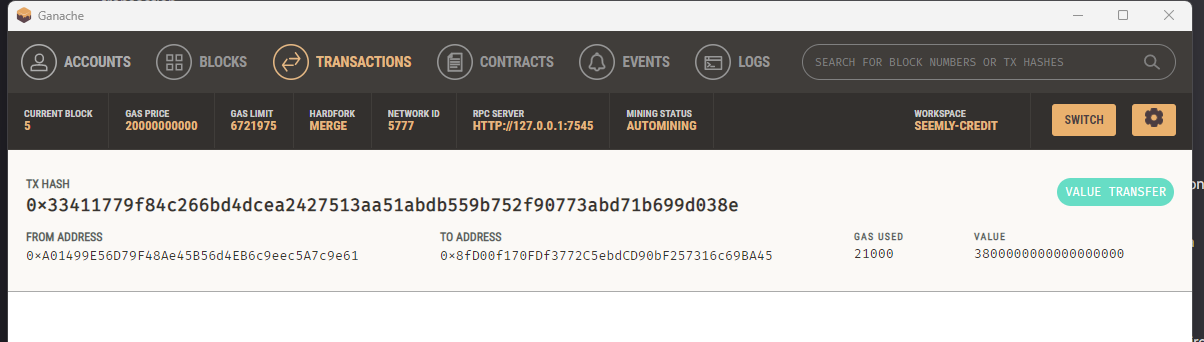 Ganache
ACCOUNTS BLOCKS TRANSACTIONS CONTRACTS EVENTS LOGS SEARCH FOR BLOCK NUMBERS OR TX HASHES
CURRENT BLOCK GAS PRICE GAS LIMIT HARDFORK NETWORK ID RPC SERVER MINING STATUS WORKSPACE
5 20000000000 6721975 MERGE 5777 HTTP://127.0.0.1:7545 AUTOMINING SEEMLY-CREDIT SWITCH
TX HASH
0×33411779f84c266bd4dcea2427513aa51abdb559b752f90773abd71b699d038e VALUE TRANSFER
FROM ADDRESS TO ADDRESS GAS USED VALUE
0×A01499E56D79F48Ae45B56d4EB6c9eec5A7c9e61 0×8fD00f170FDf3772C5ebdCD90bF257316c69BA45 21000 3800000000000000000